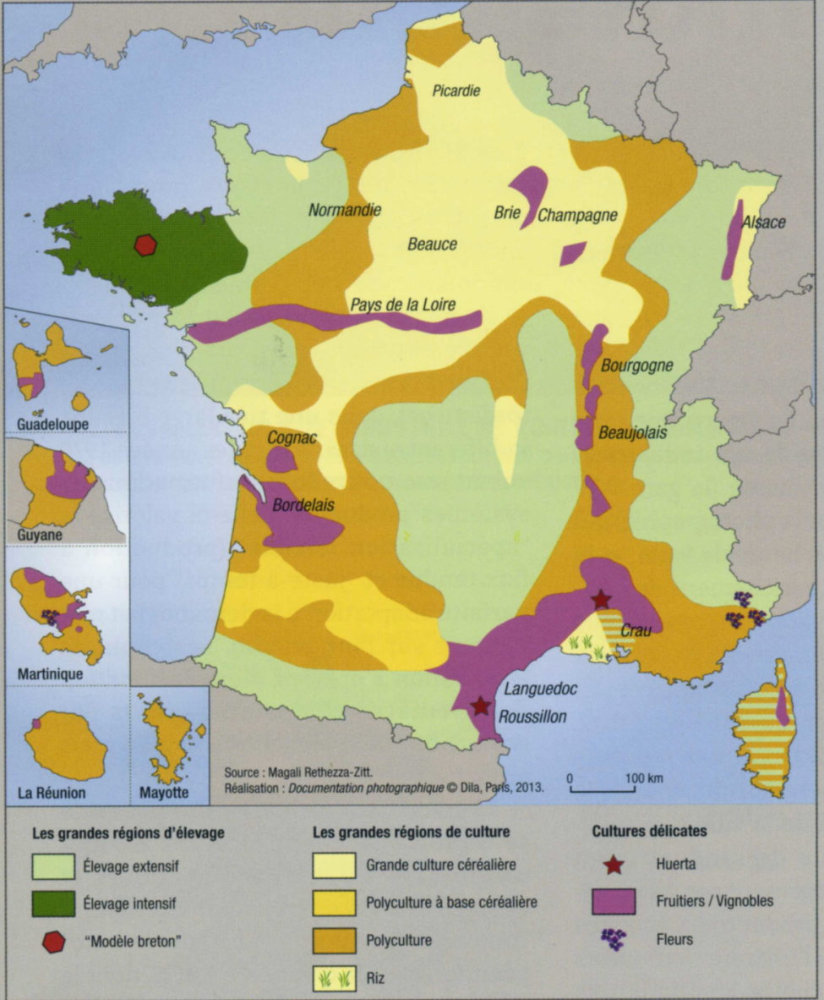 Picardie
Normandie
Brie
Champagne
Alsace
Beauce
Pays de la Loire
Bourgogne
Guadeloupe
Cognac
Beaujolais
Guyane
Bordelais
Crau
Martinique
Languedoc
Roussillon
La Réunion
Mayotte
Source : Magali Rethezza-Zitt.
Réalisation : Documentation photographique © Dila, Paris, 2013.
0 100 km
Les grandes régions d'élevage
Élevage extensif
Élevage intensif
"Modèle breton"
Les grandes régions de culture
Grande culture céréalière
Polyculture à base céréalière
Polyculture
Riz
Cultures délicates
Huerta
Fruitiers / Vignobles
Fleurs